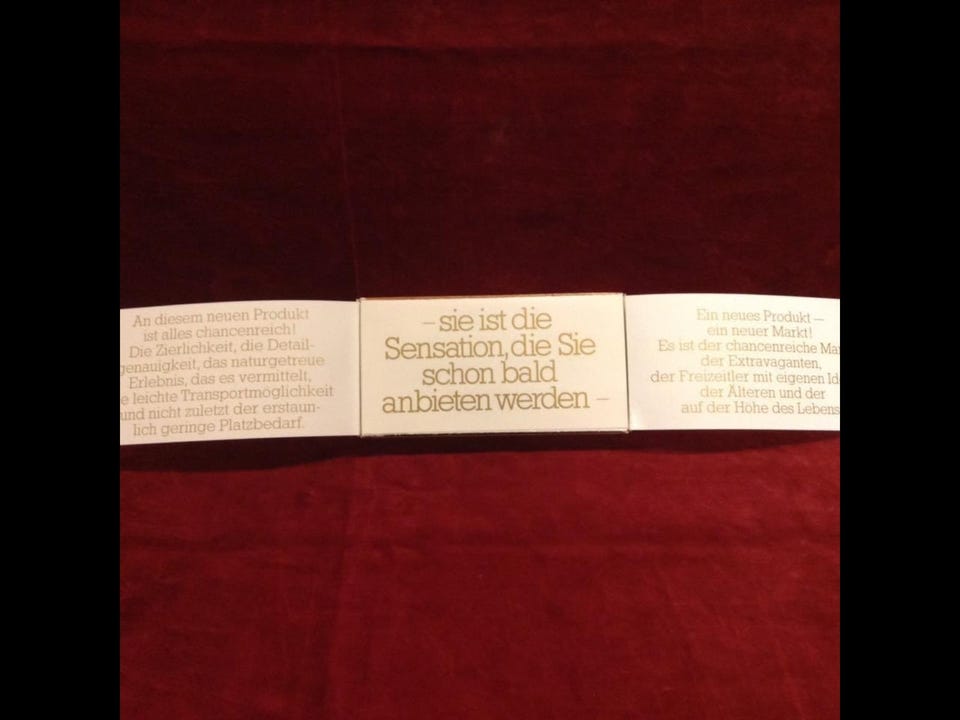 An diesem neuen Produkt
ist alles chancenreich!
Die Zierlichkeit, die Detail-
genauigkeit, das naturgetreue
Erlebnis, das es vermittelt,
leichte Transportmöglichkeit
und nicht zuletzt der erstaun-
lich geringe Platzbedarf.
– sie ist die
Sensation, die Sie
schon bald
anbieten werden –
Ein neues Produkt –
ein neuer Markt!
Es ist der chancenreiche
der Extravaganten,
der Freizeitler mit eigenen
der Älteren und der
auf der Höhe des Lebens